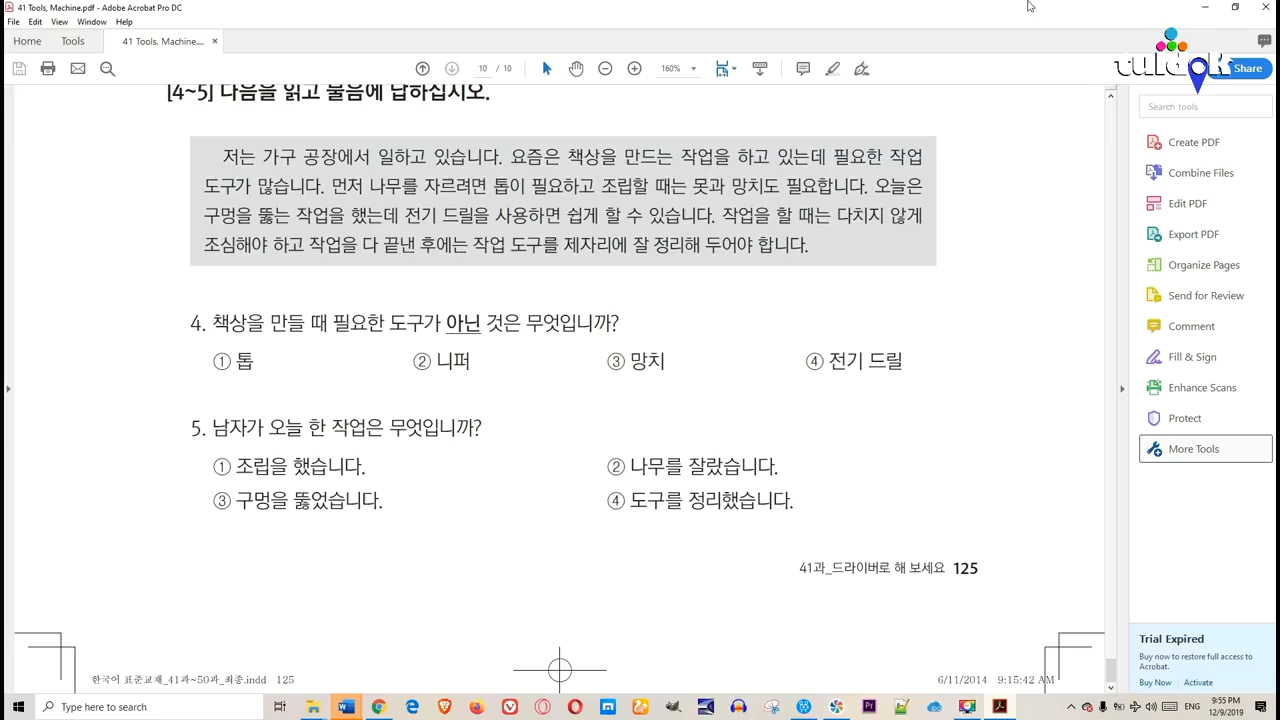 41 Tools, Machine.pdf - Adobe Acrobat Pro DC
File Edit View Window Help
Home Tools 41 Tools, Machine.... ×
10 / 10 160%
tuldok
Share
[4~5] 다음을 읽고 물음에 답하십시오.
저는 가구 공장에서 일하고 있습니다. 요즘은 책상을 만드는 작업을 하고 있는데 필요한 작업
도구가 많습니다. 먼저 나무를 자르려면 톱이 필요하고 조립할 때는 못과 망치도 필요합니다. 오늘은
구멍을 뚫는 작업을 했는데 전기 드릴을 사용하면 쉽게 할 수 있습니다. 작업을 할 때는 다치지 않게
조심해야 하고 작업을 다 끝낸 후에는 작업 도구를 제자리에 잘 정리해 두어야 합니다.
4. 책상을 만들 때 필요한 도구가 아닌 것은 무엇입니까?
① 톱 ② 니퍼 ③ 망치 ④ 전기 드릴
5. 남자가 오늘 한 작업은 무엇입니까?
① 조립을 했습니다. ② 나무를 잘랐습니다.
③ 구멍을 뚫었습니다. ④ 도구를 정리했습니다.
41과_드라이버로 해 보세요 125
한국어 표준교재_41과~50과_최종.indd 125 6/11/2014 9:15:42 AM
Search tools
Create PDF
Combine Files
Edit PDF
Export PDF
Organize Pages
Send for Review
Comment
Fill & Sign
Enhance Scans
Protect
More Tools
Trial Expired
Buy now to restore full access to
Acrobat.
Buy Now Activate
Type here to search
ENG
9:55 PM
12/9/2019